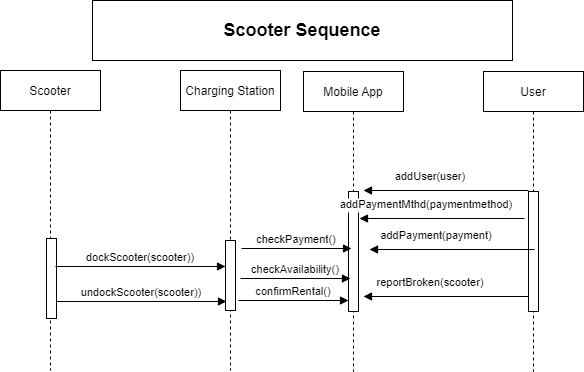 Scooter Sequence
Scooter
Charging Station
Mobile App
User
addUser(user)
addPaymentMthd(paymentmethod)
addPayment(payment)
checkPayment()
dockScooter(scooter))
checkAvailability()
reportBroken(scooter)
undockScooter(scooter))
confirmRental()